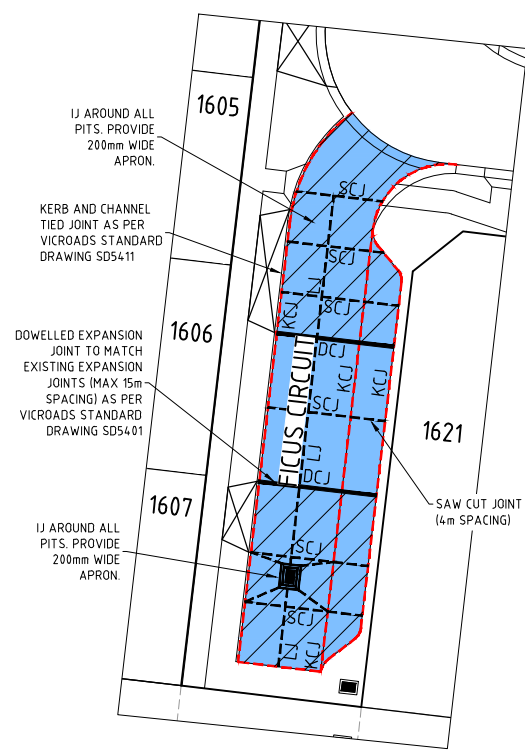 1605
IJ AROUND ALL
PITS. PROVIDE
200mm WIDE
APRON.
SCJ
KERB AND CHANNEL
TIED JOINT AS PER
VICROADS STANDARD
DRAWING SD5411
SCJ
LJ
SCJ
KCJ
1606
DOWELLED EXPANSION
JOINT TO MATCH
EXISTING EXPANSION
JOINTS (MAX 15m
SPACING) AS PER
VICROADS STANDARD
DRAWING SD5401
DCJ
FICUS CIRCUIT
KCJ
KCJ
SCJ
LJ
DCJ
1621
1607
SAW CUT JOINT
(4m SPACING)
IJ AROUND ALL
PITS. PROVIDE
200mm WIDE
APRON.
SCJ
SCJ
LJ
KCJ